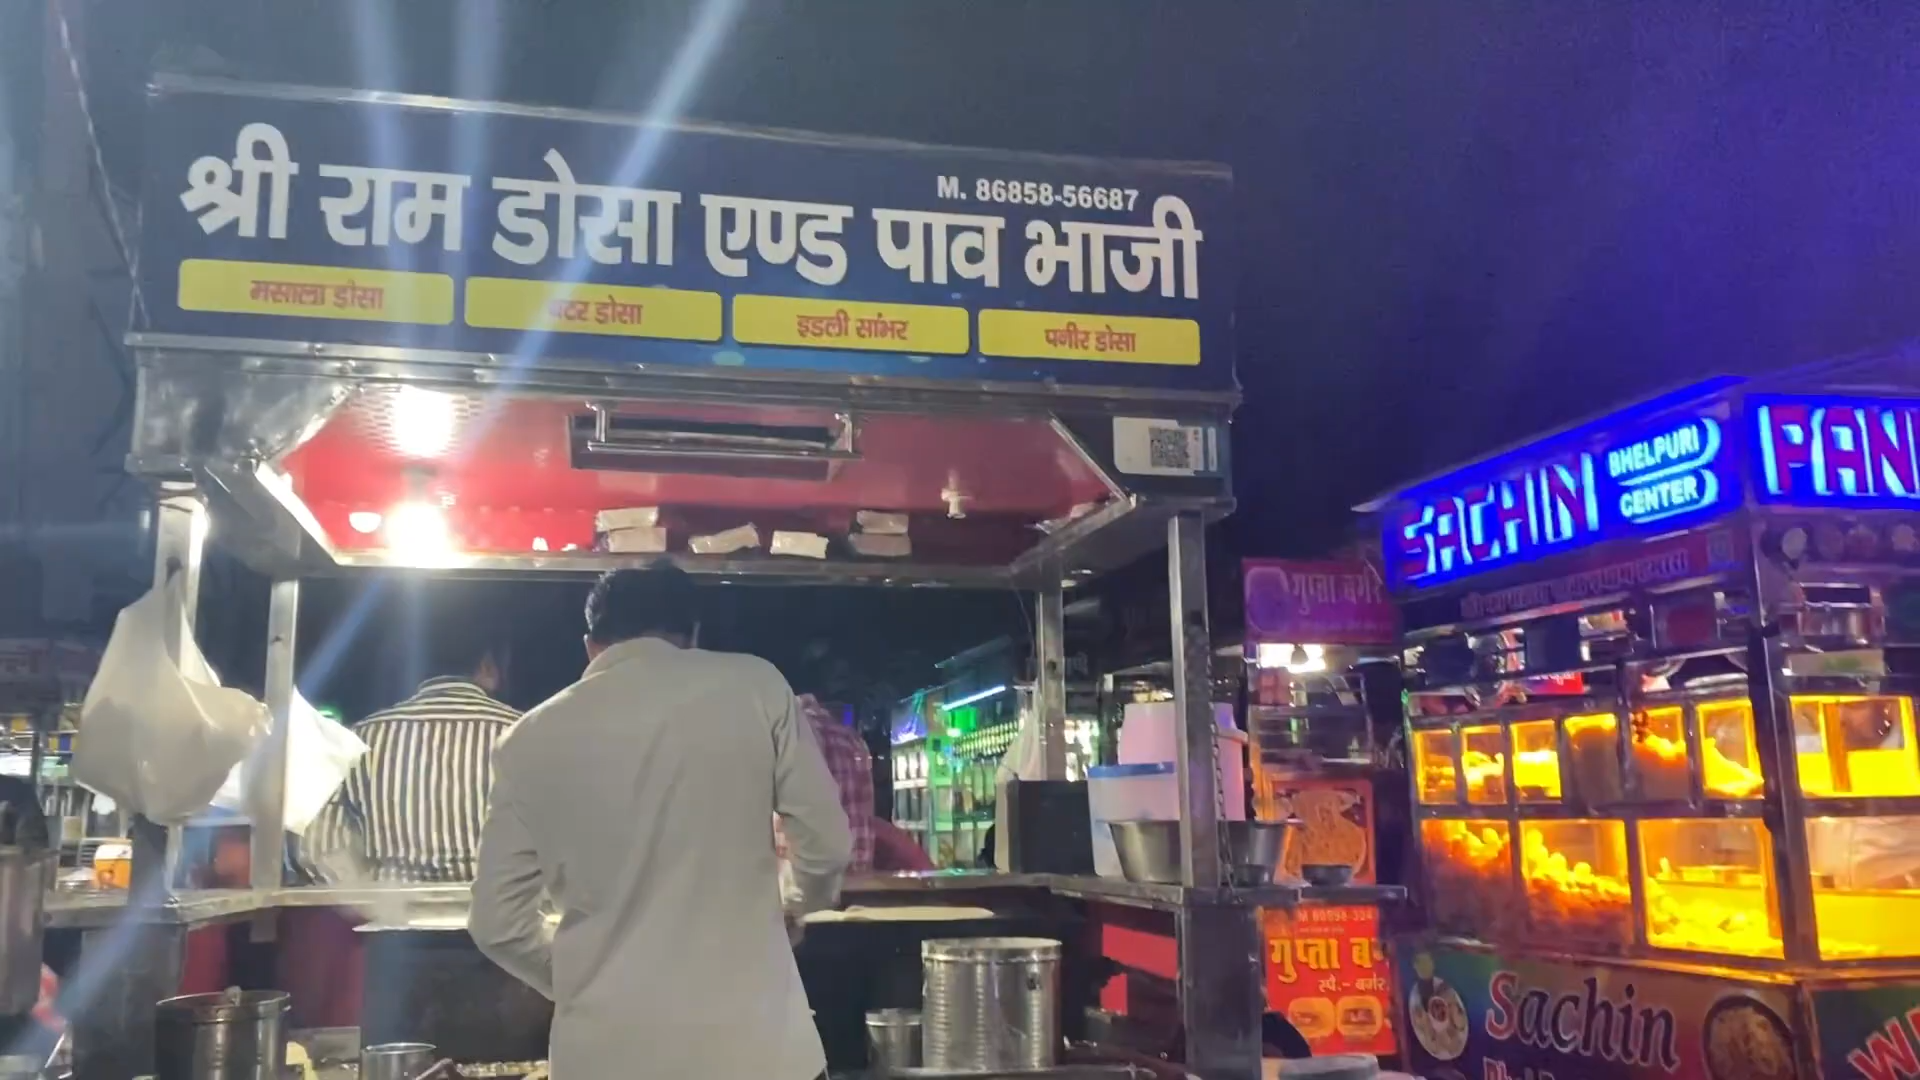 M. 86858-56687
श्री राम डोसा एण्ड पाव भाजी
मसाला डोसा
बटर डोसा
इडली सांभर
पनीर डोसा
SACHIN
BHELPURI
CENTER
PAN
गुप्ता बर्गर
गुप्ता
स्पे.-
Sachin